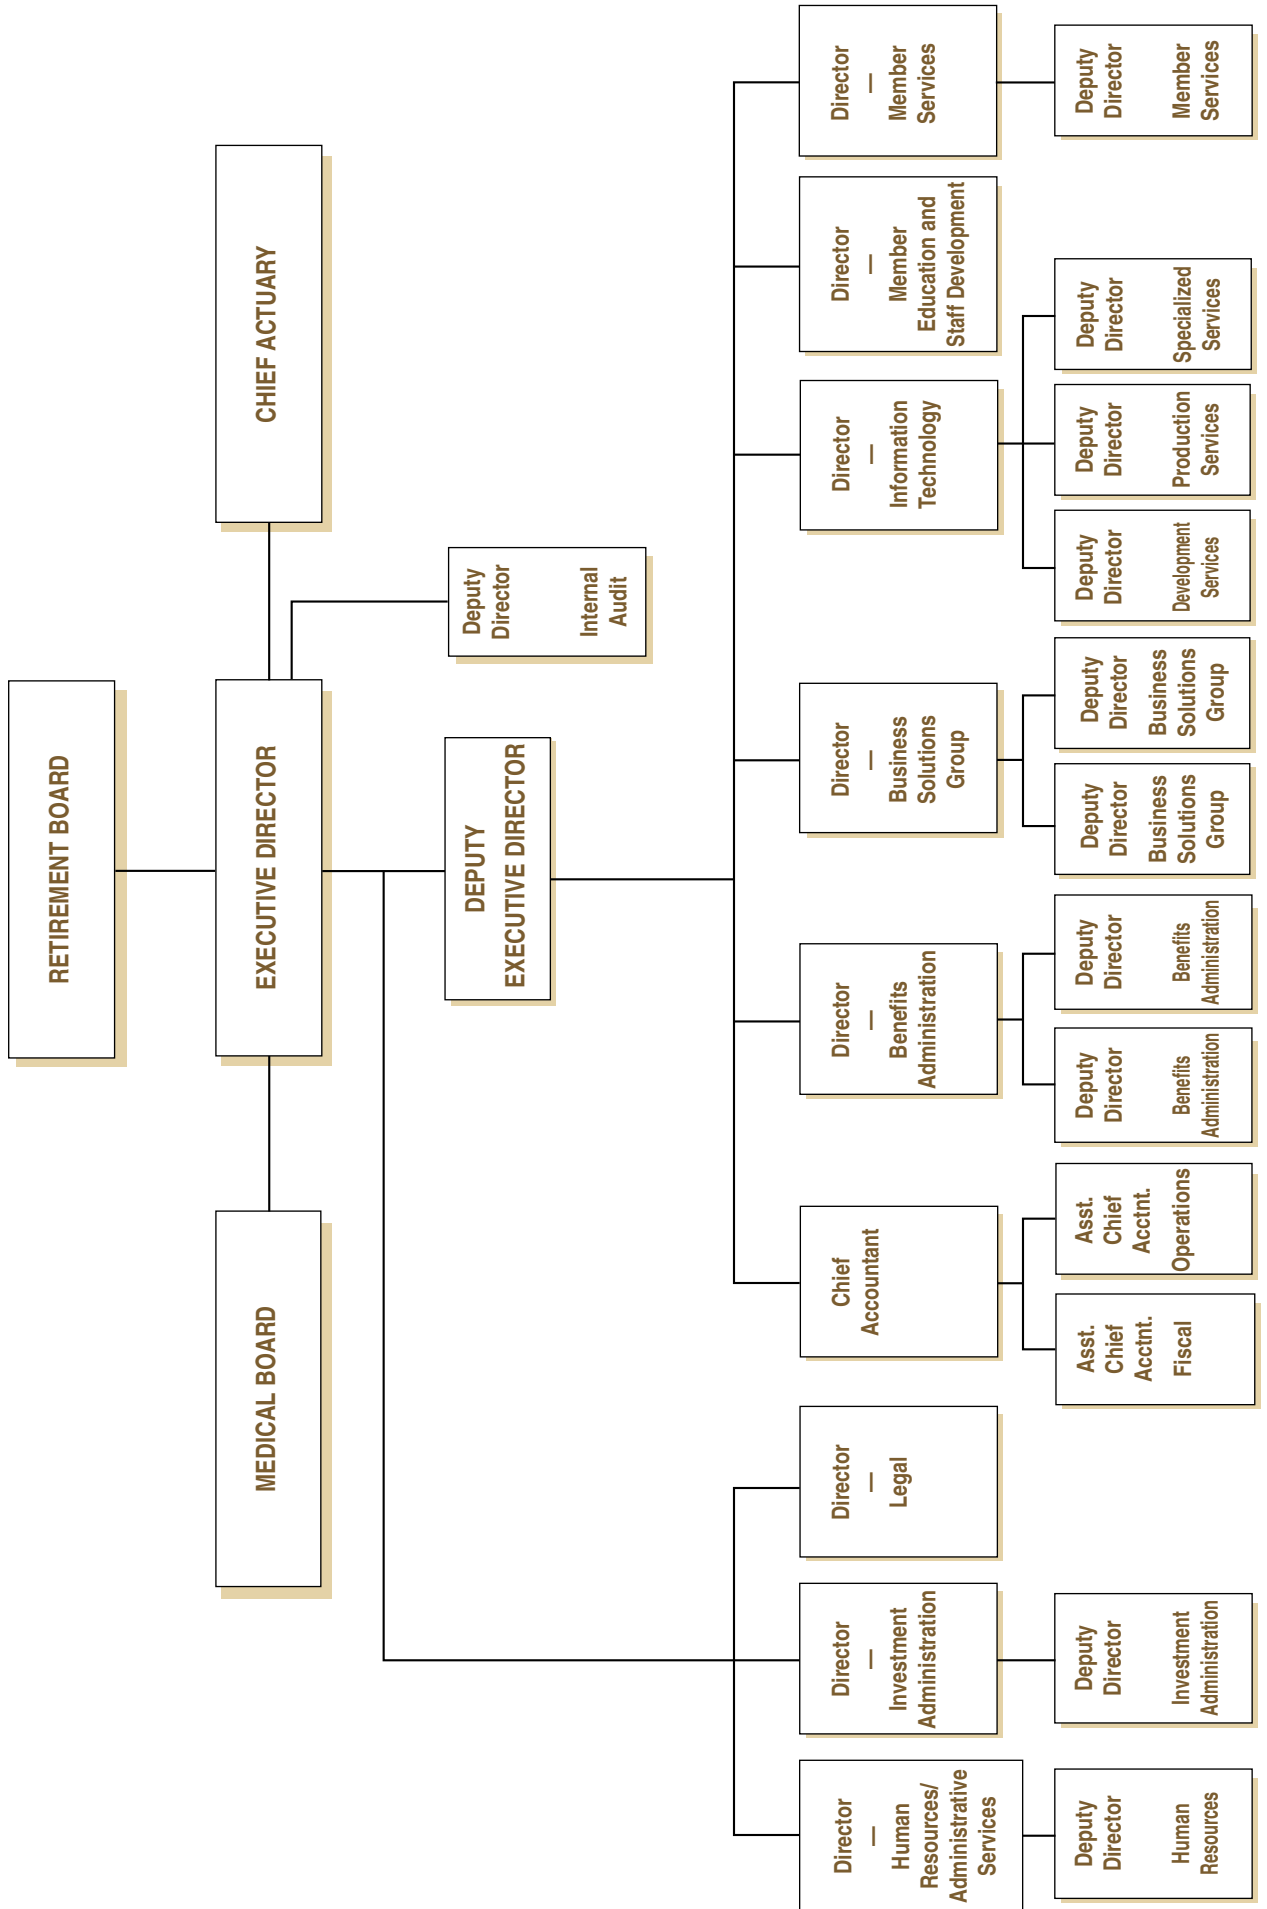 RETIREMENT BOARD
MEDICAL BOARD
EXECUTIVE DIRECTOR
CHIEF ACTUARY
DEPUTY
EXECUTIVE DIRECTOR
Deputy
Director
Internal
Audit
Director
—
Human
Resources/
Administrative
Services
Director
—
Investment
Administration
Director
—
Legal
Chief
Accountant
Director
—
Benefits
Administration
Director
—
Business
Solutions
Group
Director
—
Information
Technology
Director
—
Member
Education and
Staff Development
Director
—
Member
Services
Deputy
Director
Human
Resources
Deputy
Director
Investment
Administration
Asst.
Chief
Acctnt.
Fiscal
Asst.
Chief
Acctnt.
Operations
Deputy
Director
Benefits
Administration
Deputy
Director
Benefits
Administration
Deputy
Director
Business
Solutions
Group
Deputy
Director
Business
Solutions
Group
Deputy
Director
Development
Services
Deputy
Director
Production
Services
Deputy
Director
Specialized
Services
Deputy
Director
Member
Services